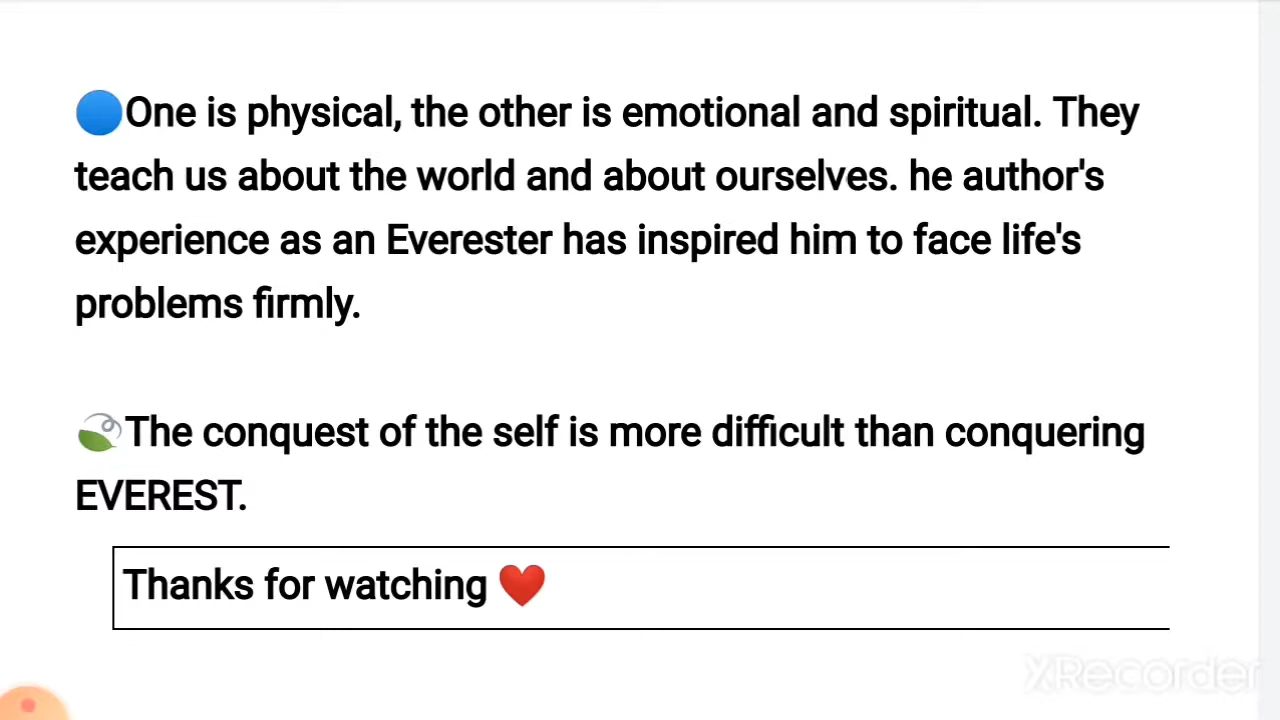 🔵One is physical, the other is emotional and spiritual. They
teach us about the world and about ourselves. he author's
experience as an Everester has inspired him to face life's
problems firmly.
🍃The conquest of the self is more difficult than conquering
EVEREST.
Thanks for watching ❤️
XRecorder